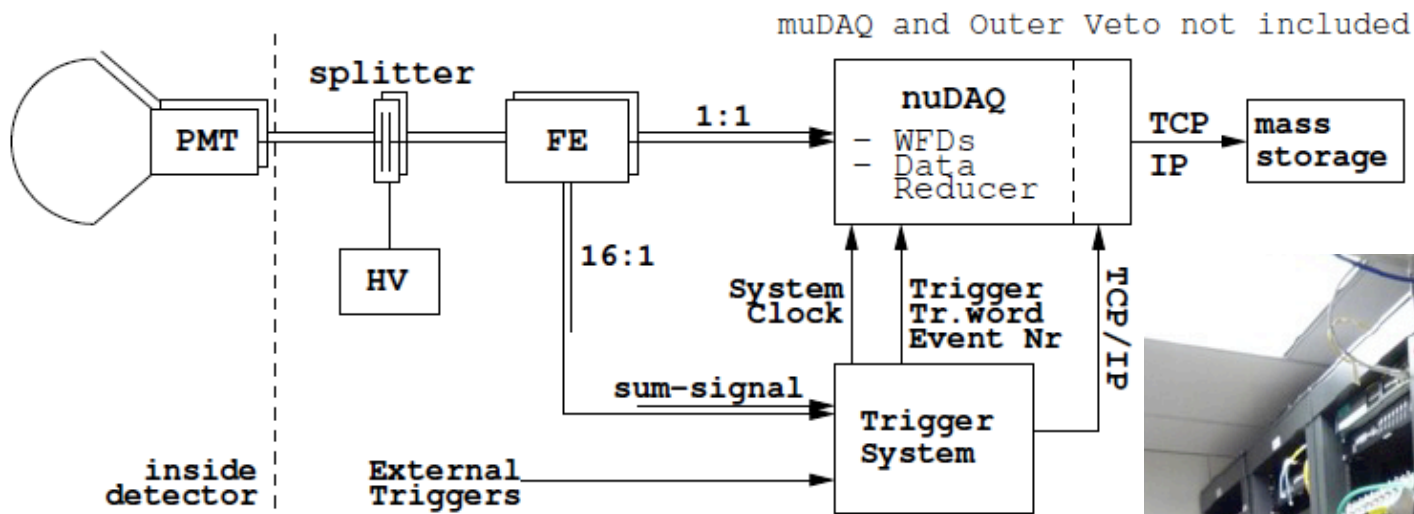 muDAQ and Outer Veto not included
splitter
PMT
FE
1:1
nuDAQ
- WFDs
- Data
Reducer
TCP
IP
mass
storage
HV
16:1
System
Clock
Trigger
Tr.word
Event Nr
TCP/IP
sum-signal
Trigger
System
inside
detector
External
Triggers